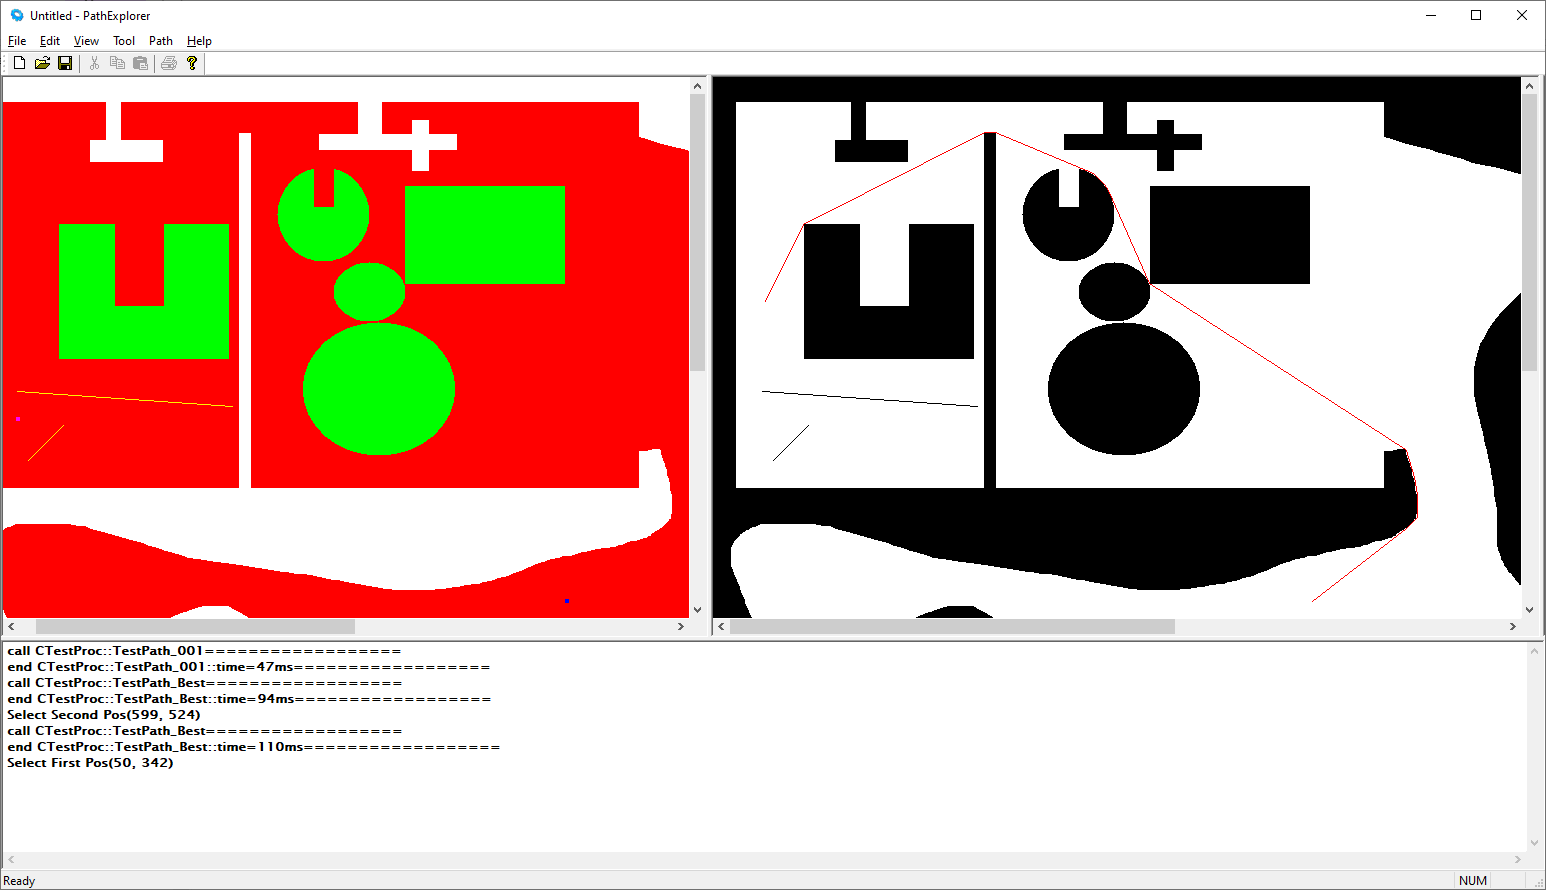 Untitled - PathExplorer
File Edit View Tool Path Help
call CTestProc::TestPath_001==================
end CTestProc::TestPath_001::time=47ms==================
call CTestProc::TestPath_Best==================
end CTestProc::TestPath_Best::time=94ms==================
Select Second Pos(599, 524)
call CTestProc::TestPath_Best==================
end CTestProc::TestPath_Best::time=110ms==================
Select First Pos(50, 342)
Ready NUM